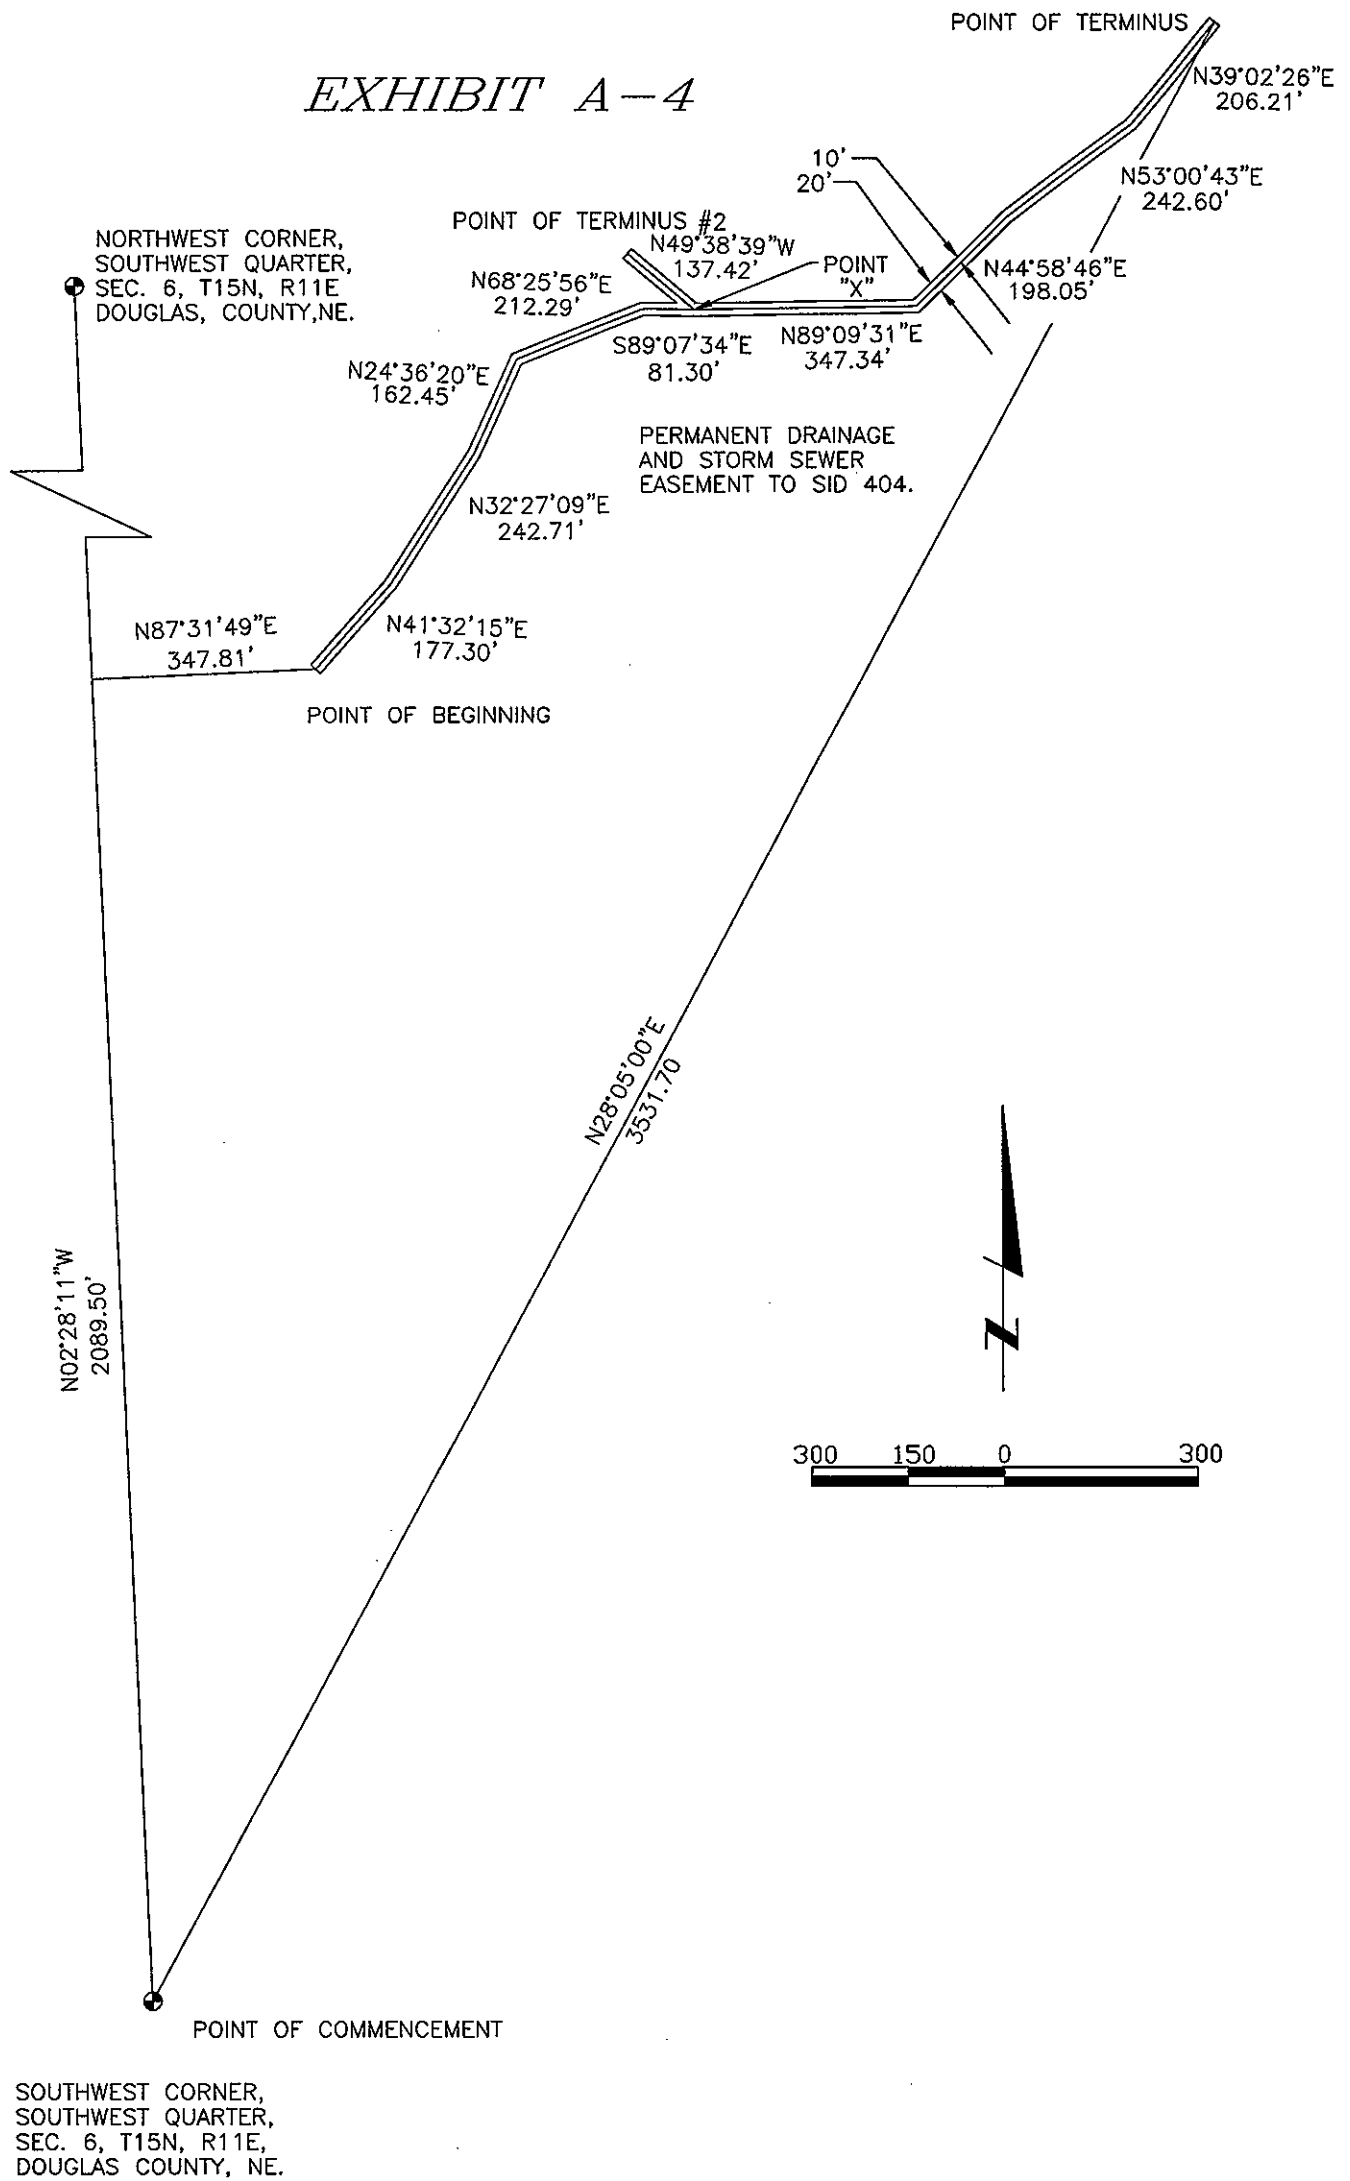 POINT OF TERMINUS
EXHIBIT A-4
N39°02'26"E
206.21'
10'
20'
N53°00'43"E
242.60'
POINT OF TERMINUS #2
N49°38'39"W
137.42'
NORTHWEST CORNER,
SOUTHWEST QUARTER,
SEC. 6, T15N, R11E
DOUGLAS, COUNTY,NE.
POINT
"X"
N44°58'46"E
198.05'
N68°25'56"E
212.29'
S89°07'34"E
81.30'
N89°09'31"E
347.34'
N24°36'20"E
162.45'
PERMANENT DRAINAGE
AND STORM SEWER
EASEMENT TO SID 404.
N32°27'09"E
242.71'
N87°31'49"E
347.81'
N41°32'15"E
177.30'
POINT OF BEGINNING
N28°05'00"E
3531.70
N02°28'11"W
2089.50'
N
300 150 0 300
POINT OF COMMENCEMENT
SOUTHWEST CORNER,
SOUTHWEST QUARTER,
SEC. 6, T15N, R11E,
DOUGLAS COUNTY, NE.